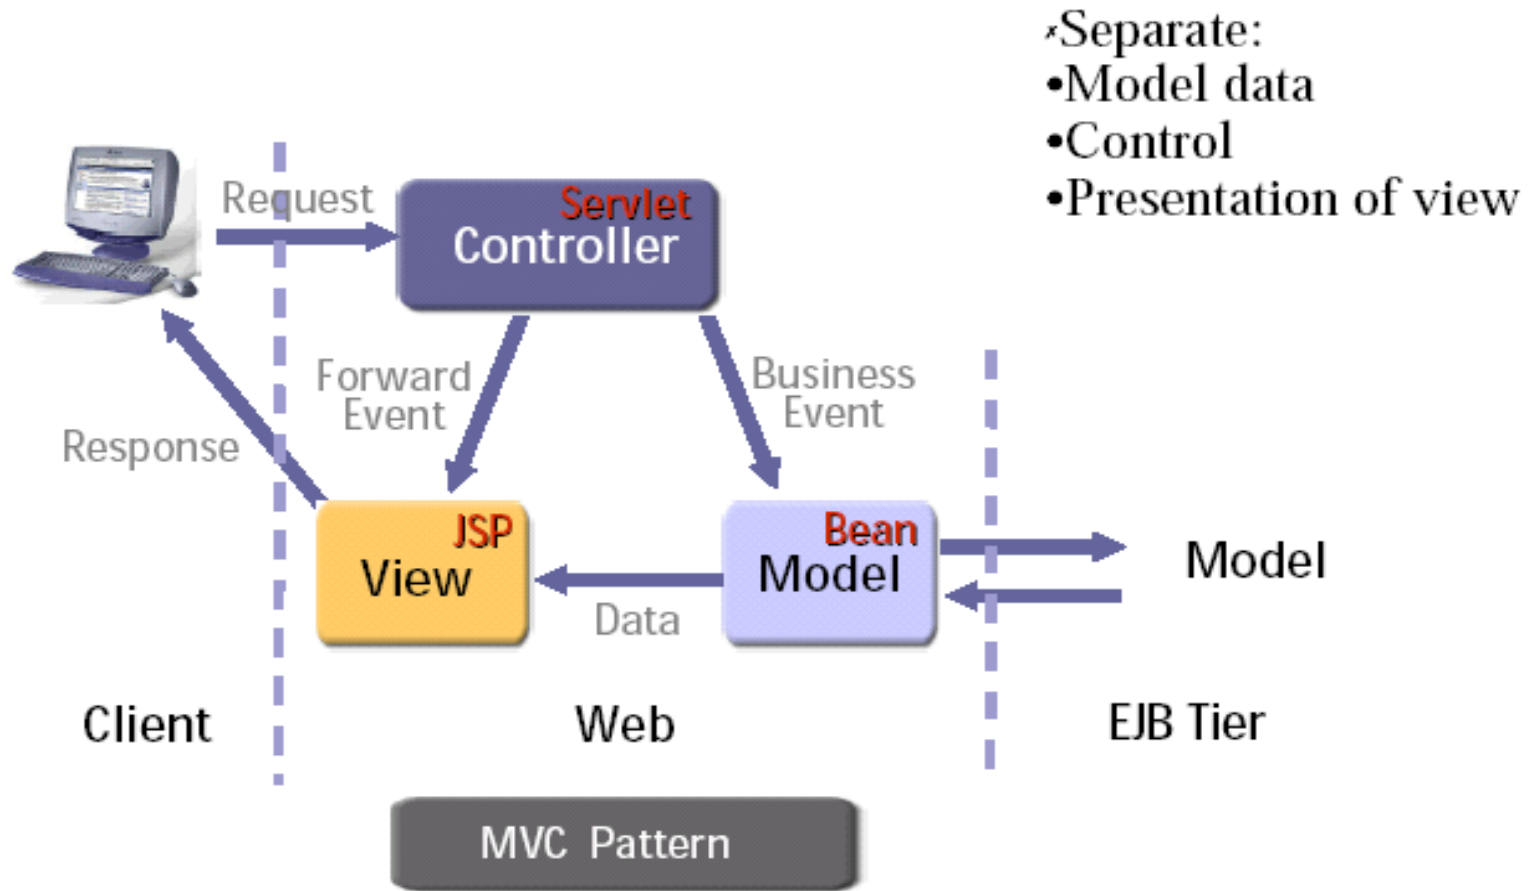 ✗Separate:
•Model data
•Control
•Presentation of view
Request
Servlet
Controller
Forward
Event
Business
Event
Response
JSP
View
Bean
Model
Data
Model
Client
Web
EJB Tier
MVC Pattern